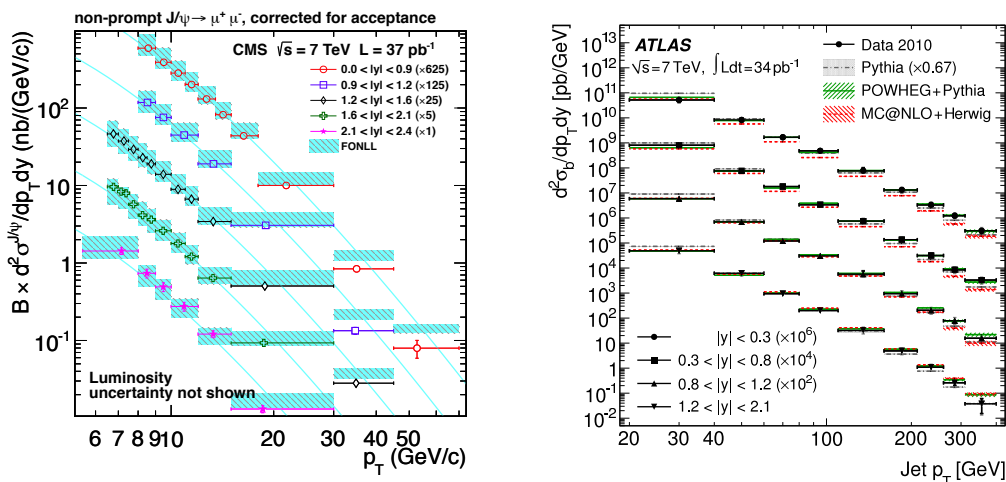 non-prompt J/ψ→ μ⁺ μ⁻, corrected for acceptance
CMS √s = 7 TeV L = 37 pb⁻¹
0.0 < |y| < 0.9 (×625)
0.9 < |y| < 1.2 (×125)
1.2 < |y| < 1.6 (×25)
1.6 < |y| < 2.1 (×5)
2.1 < |y| < 2.4 (×1)
FONLL
B × d² σ^J/ψ/dp_T dy (nb/(GeV/c))
10²
10
1
10⁻¹
Luminosity
uncertainty not shown
6 7 8 910 20 30 40 50
p_T (GeV/c)
ATLAS
√s = 7 TeV, ∫Ldt=34pb⁻¹
Data 2010
Pythia (×0.67)
POWHEG+Pythia
MC@NLO+Herwig
d²σ_b/dp_T dy [pb/GeV]
10¹³
10¹²
10¹¹
10¹⁰
10⁹
10⁸
10⁷
10⁶
10⁵
10⁴
10³
10²
10
1
10⁻¹
10⁻²
|y| < 0.3 (×10⁶)
0.3 < |y| < 0.8 (×10⁴)
0.8 < |y| < 1.2 (×10²)
1.2 < |y| < 2.1
20 30 40 100 200 300
Jet p_T [GeV]